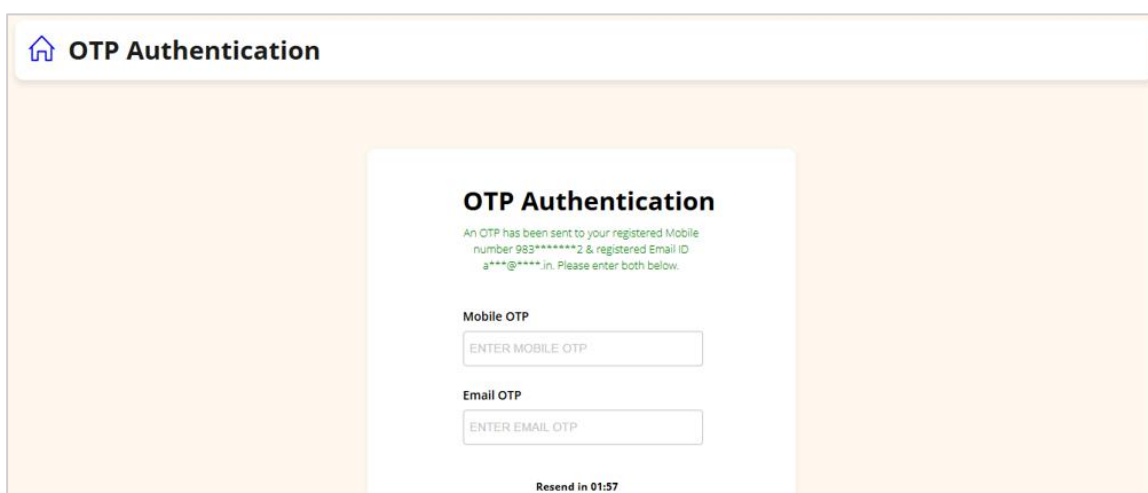 OTP Authentication
OTP Authentication
An OTP has been sent to your registered Mobile
number 983*******2 & registered Email ID
a***@****.in. Please enter both below.
Mobile OTP
ENTER MOBILE OTP
Email OTP
ENTER EMAIL OTP
Resend in 01:57